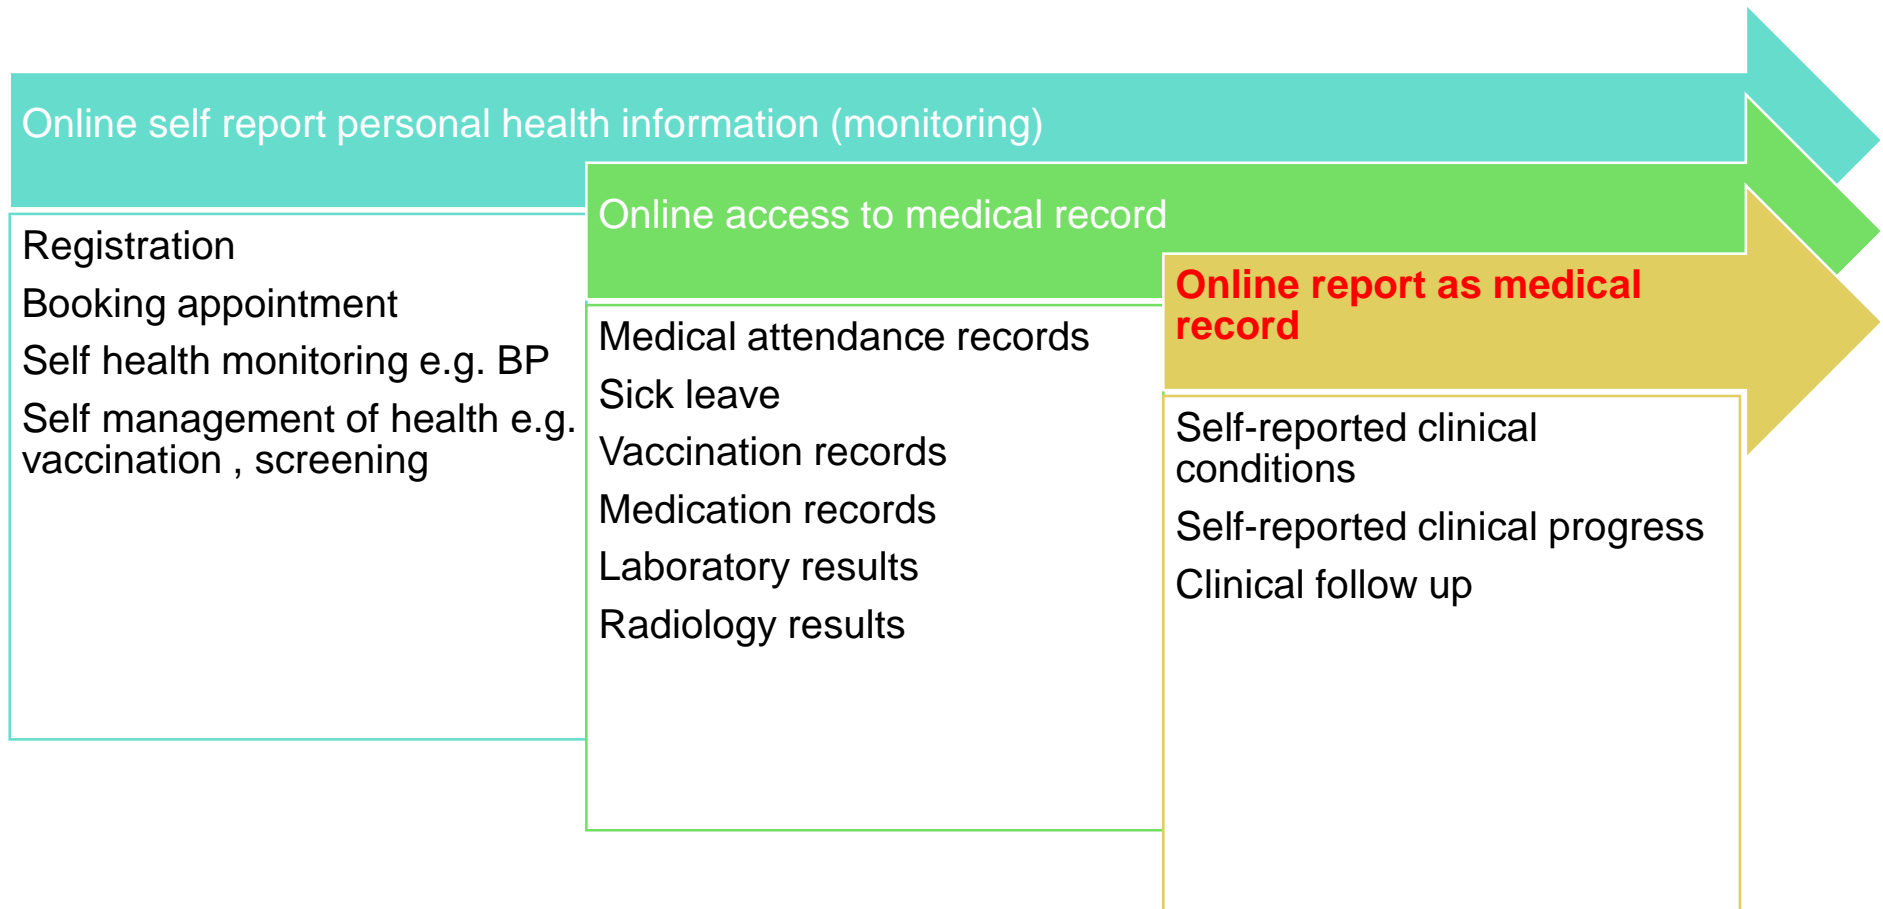 Online self report personal health information (monitoring)
Registration
Booking appointment
Self health monitoring e.g. BP
Self management of health e.g.
vaccination , screening
Online access to medical record
Medical attendance records
Sick leave
Vaccination records
Medication records
Laboratory results
Radiology results
Online report as medical
record
Self-reported clinical
conditions
Self-reported clinical progress
Clinical follow up